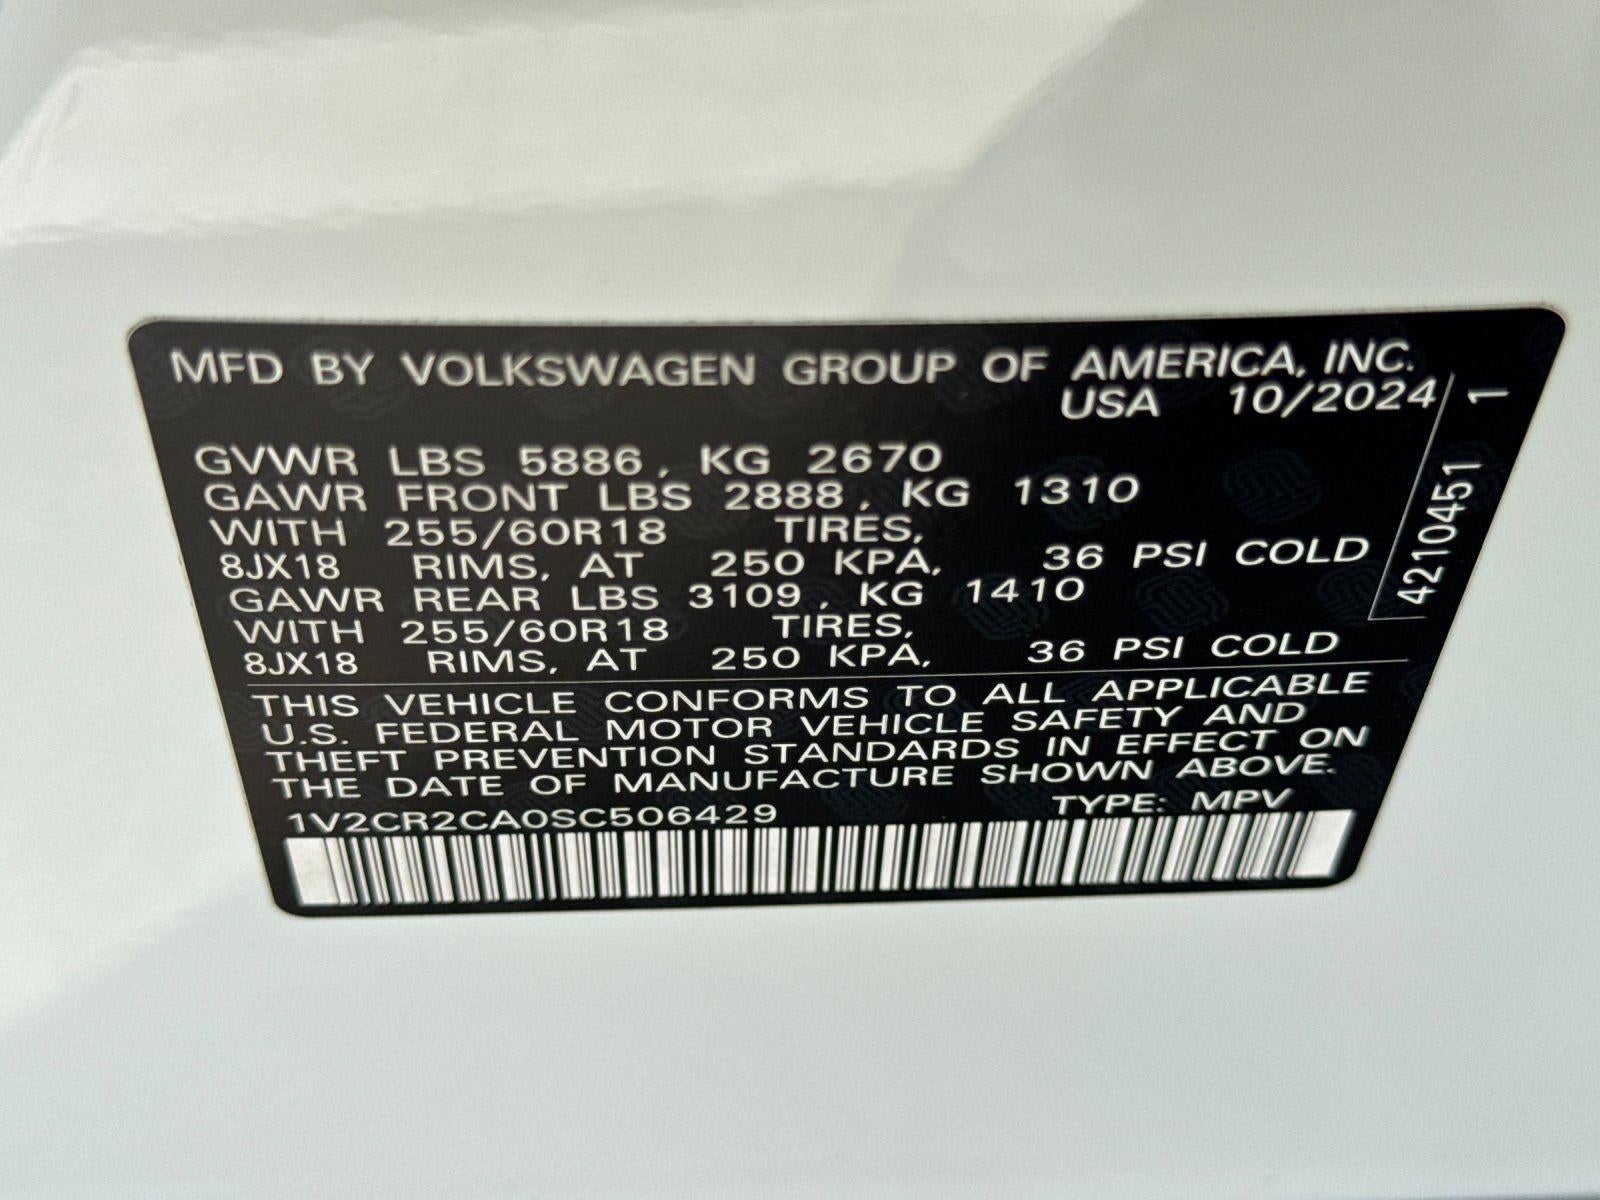 MFD BY VOLKSWAGEN GROUP OF AMERICA, INC.
USA 10/2024
GVWR LBS 5886, KG 2670
GAWR FRONT LBS 2888, KG 1310
WITH 255/60R18 TIRES,
8JX18 RIMS, AT 250 KPA, 36 PSI COLD
GAWR REAR LBS 3109, KG 1410
WITH 255/60R18 TIRES,
8JX18 RIMS, AT 250 KPA, 36 PSI COLD
THIS VEHICLE CONFORMS TO ALL APPLICABLE
U.S. FEDERAL MOTOR VEHICLE SAFETY AND
THEFT PREVENTION STANDARDS IN EFFECT ON
THE DATE OF MANUFACTURE SHOWN ABOVE.
1V2CR2CA0SC506429 TYPE: MPV
42104451 1